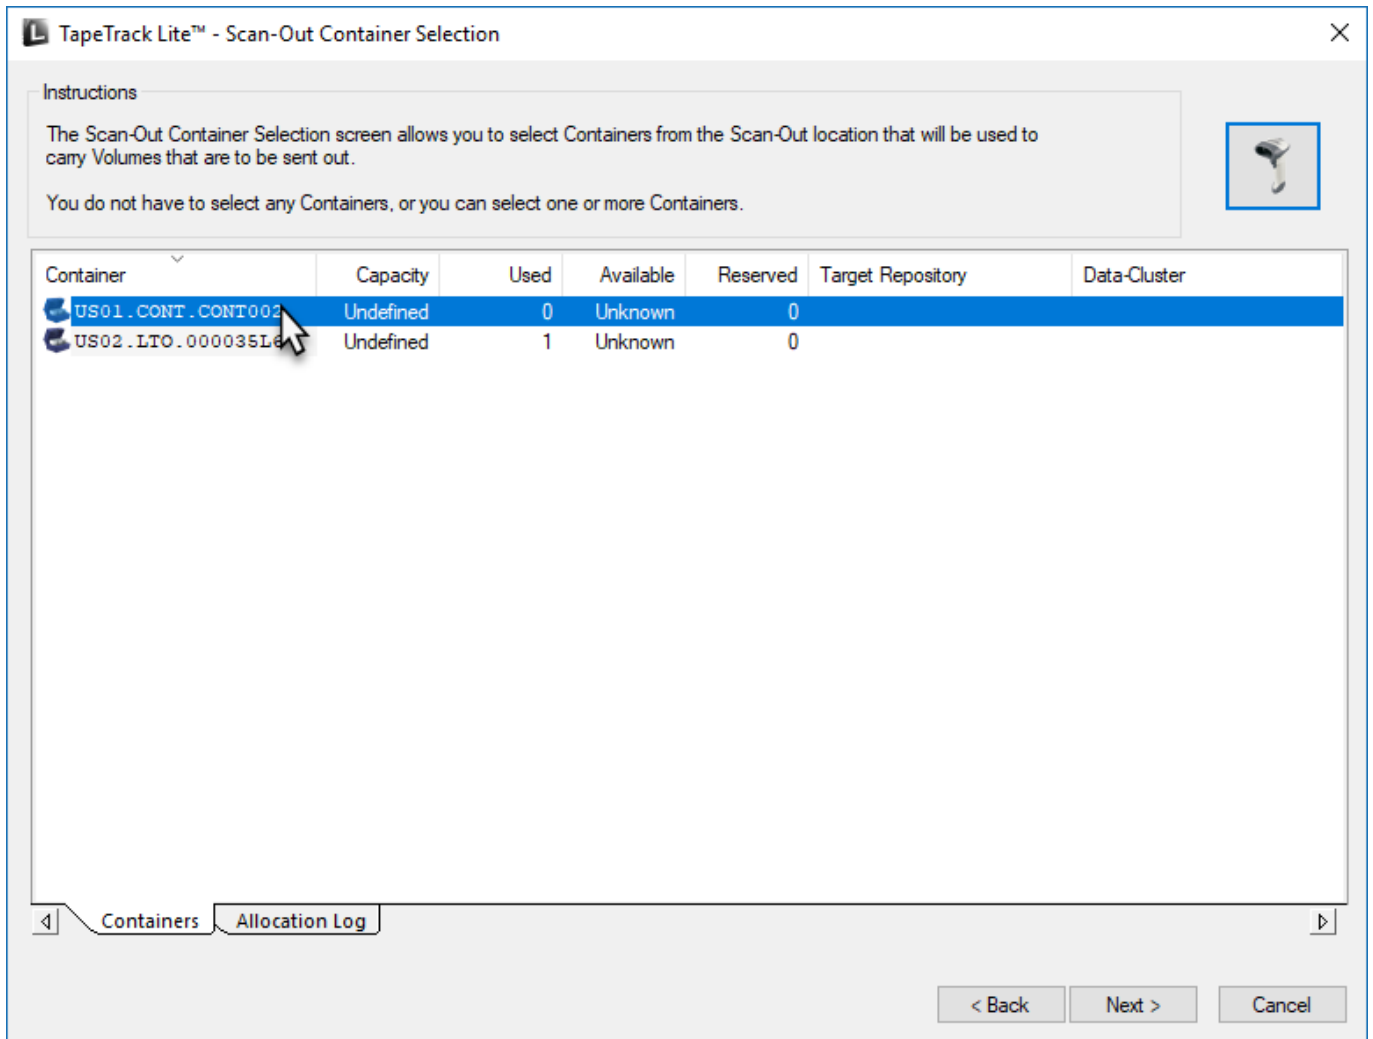 TapeTrack Lite™ - Scan-Out Container Selection
Instructions
The Scan-Out Container Selection screen allows you to select Containers from the Scan-Out location that will be used to
carry Volumes that are to be sent out.
You do not have to select any Containers, or you can select one or more Containers.
Container Capacity Used Available Reserved Target Repository Data-Cluster
US01.CONT.CONT002 Undefined 0 Unknown 0
Undefined 1 Unknown 0
Containers Allocation Log
< Back Next > Cancel